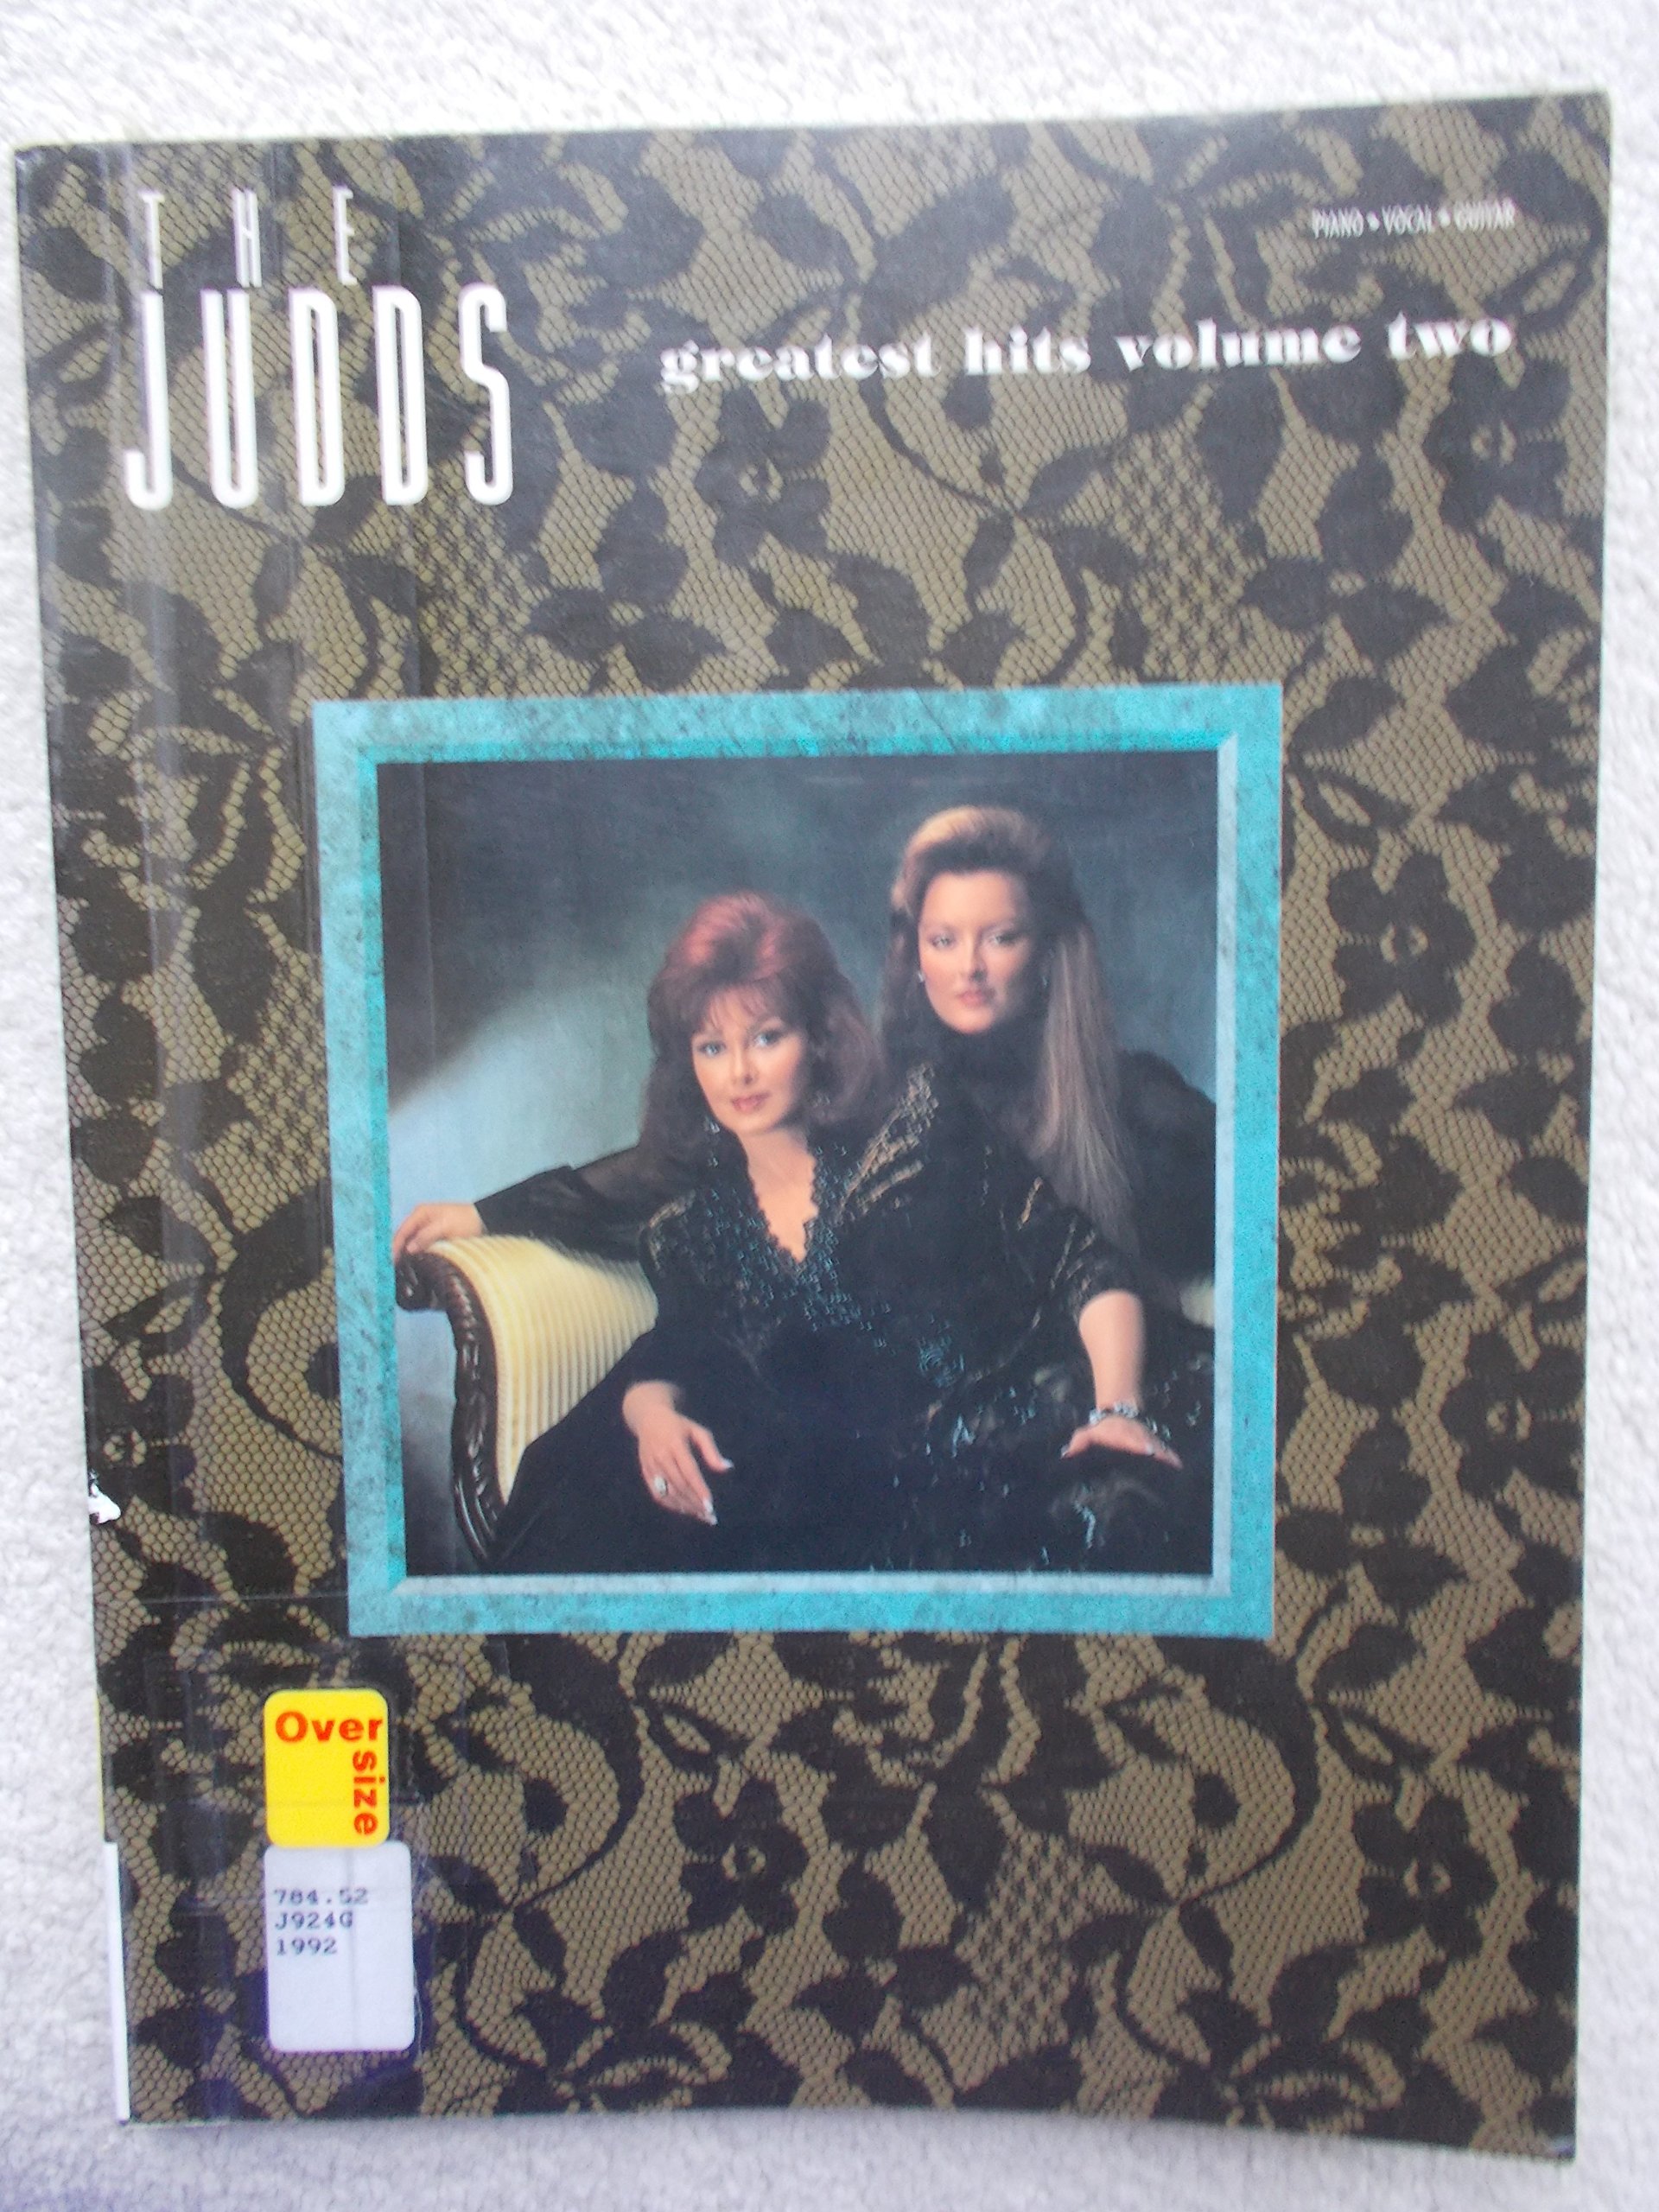 THE
JUDDS
PIANO • VOCAL • GUITAR
greatest hits volume two
Over
size
784.52
J924G
1992